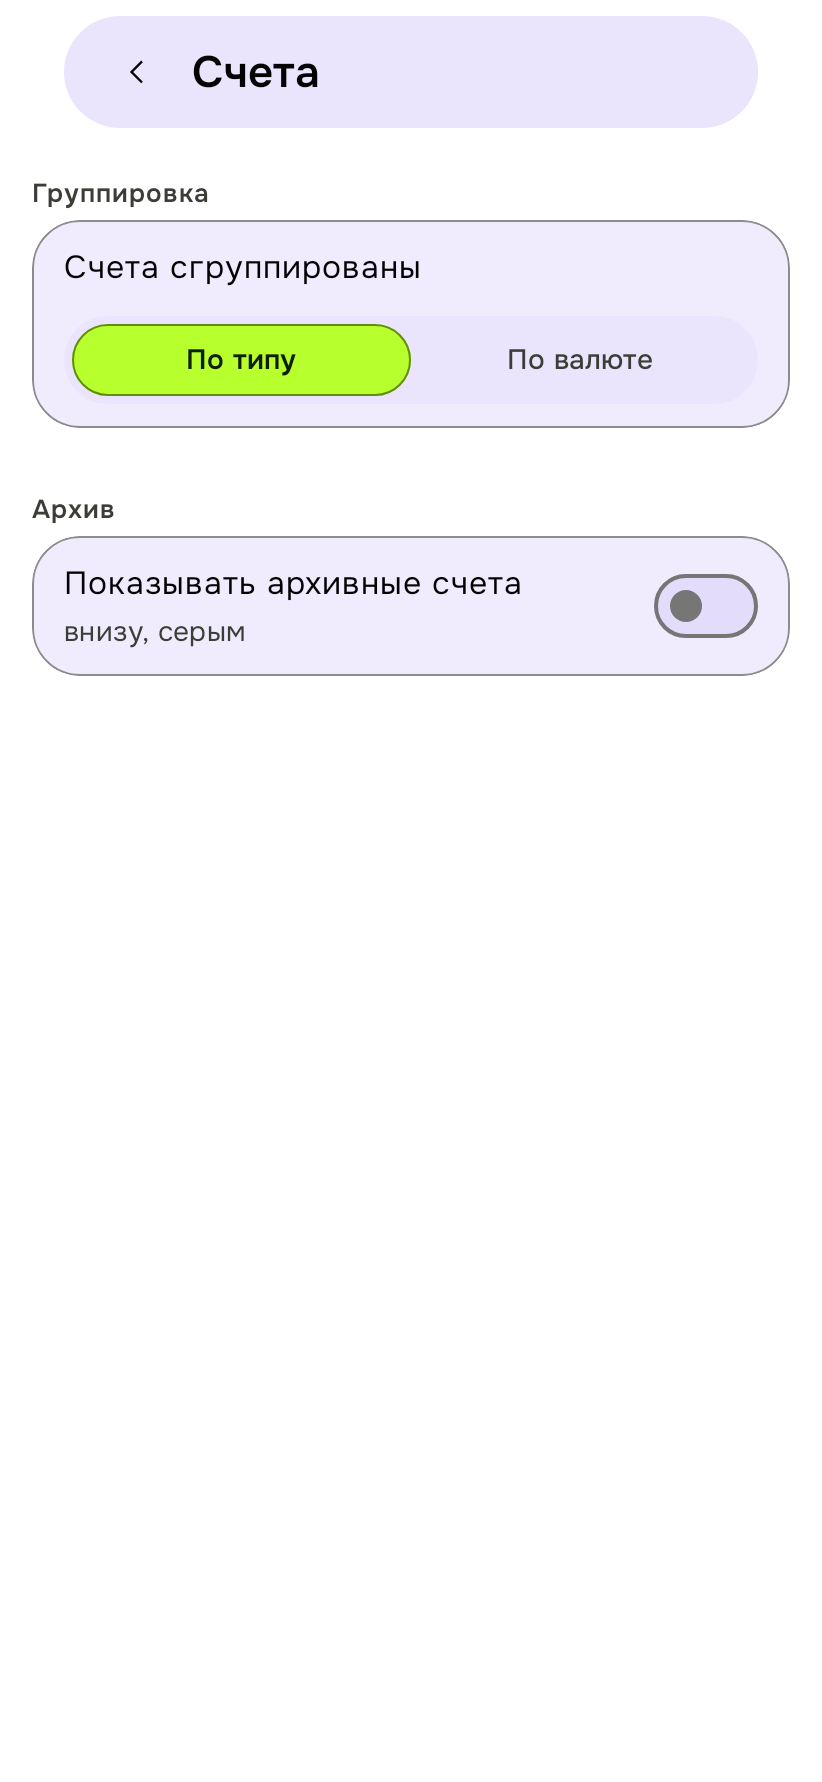 Счета
Группировка
Счета сгруппированы
По типу
По валюте
Архив
Показывать архивные счета
внизу, серым